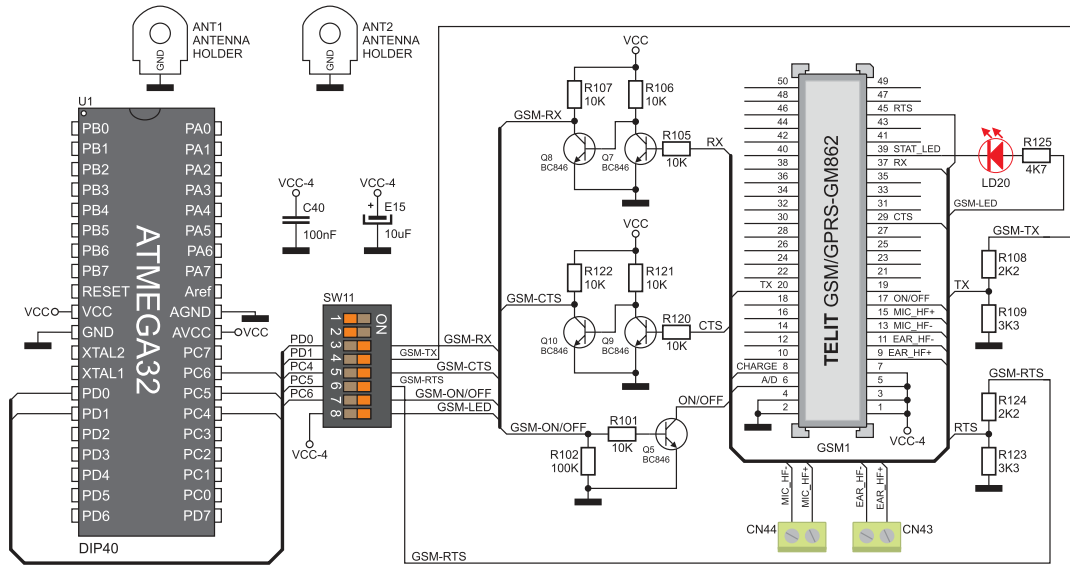 ANT1
ANTENNA
HOLDER
GND
ANT2
ANTENNA
HOLDER
GND
U1
ATMEGA32
PB0
PB1
PB2
PB3
PB4
PB5
PB6
PB7
RESET
VCC
GND
XTAL2
XTAL1
PD0
PD1
PD2
PD3
PD4
PD5
PD6
PA0
PA1
PA2
PA3
PA4
PA5
PA6
PA7
Aref
AGND
AVCC
PC7
PC6
PC5
PC4
PC3
PC2
PC1
PC0
PD7
DIP40
VCC
VCC
VCC-4
C40
100nF
VCC-4
+
E15
10uF
SW11
ON
1
2
3
4
5
6
7
8
PD0
PD1
PC4
PC5
PC6
VCC-4
GSM-RX
GSM-TX
GSM-CTS
GSM-RTS
GSM-ON/OFF
GSM-LED
GSM-RTS
VCC
R107
10K
R106
10K
GSM-RX
Q8
BC846
Q7
BC846
R105
10K
RX
VCC
R122
10K
R121
10K
GSM-CTS
Q10
BC846
Q9
BC846
R120
10K
CTS
ON/OFF
GSM-ON/OFF
R101
10K
R102
100K
Q5
BC846
TELIT GSM/GPRS-GM862
50
48
46
44
42
40
38
36
34
32
30
28
26
24
22
TX 20
18
16
14
12
10
CHARGE 8
A/D 6
4
2
49
47
45 RTS
43
41
39 STAT_LED
37 RX
35
33
31
29 CTS
27
25
23
21
19
17 ON/OFF
15 MIC_HF+
13 MIC_HF-
11 EAR_HF-
9 EAR_HF+
7
5
3
1
VCC-4
GSM1
MIC_HF-
MIC_HF+
EAR_HF-
EAR_HF+
CN44
CN43
LD20
R125
4K7
GSM-LED
GSM-TX
R108
2K2
TX
R109
3K3
GSM-RTS
R124
2K2
RTS
R123
3K3